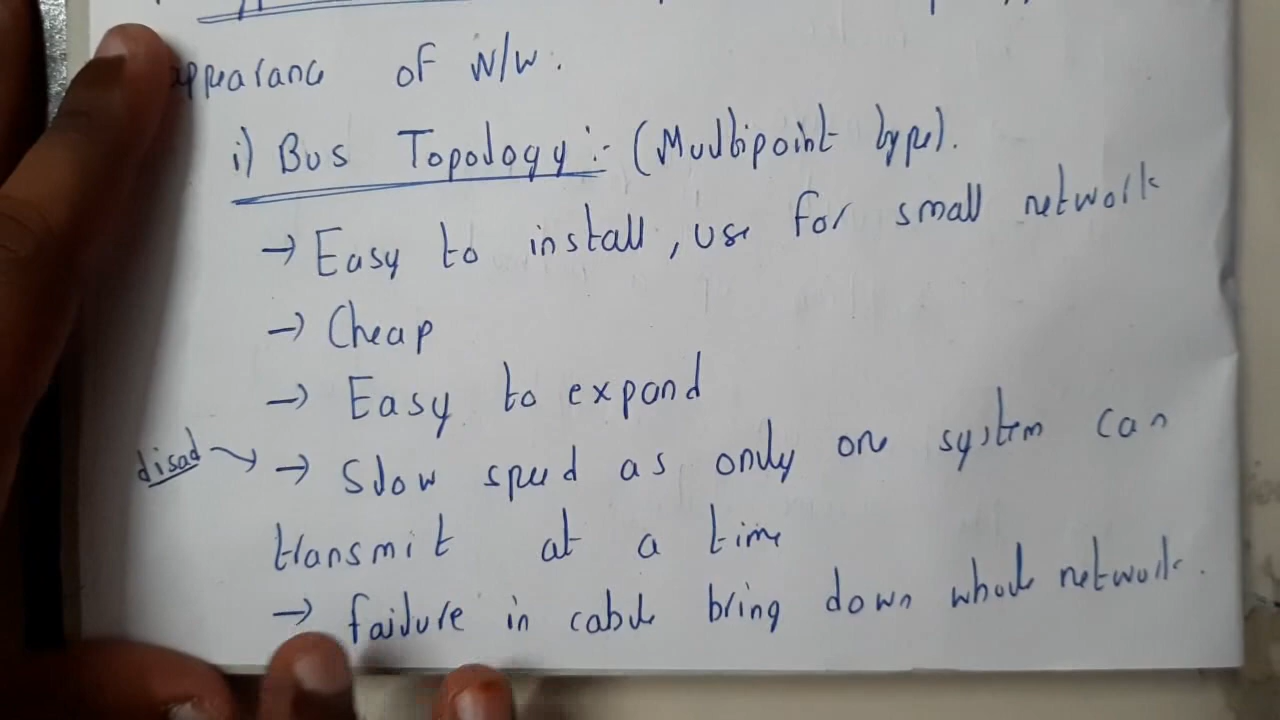 appearance of N/W.
i) Bus Topology :- (Multipoint type).
→ Easy to install, use for small network
→ Cheap
→ Easy to expand
disad → → Slow speed as only one system can
transmit at a time
→ failure in cable bring down whole network.